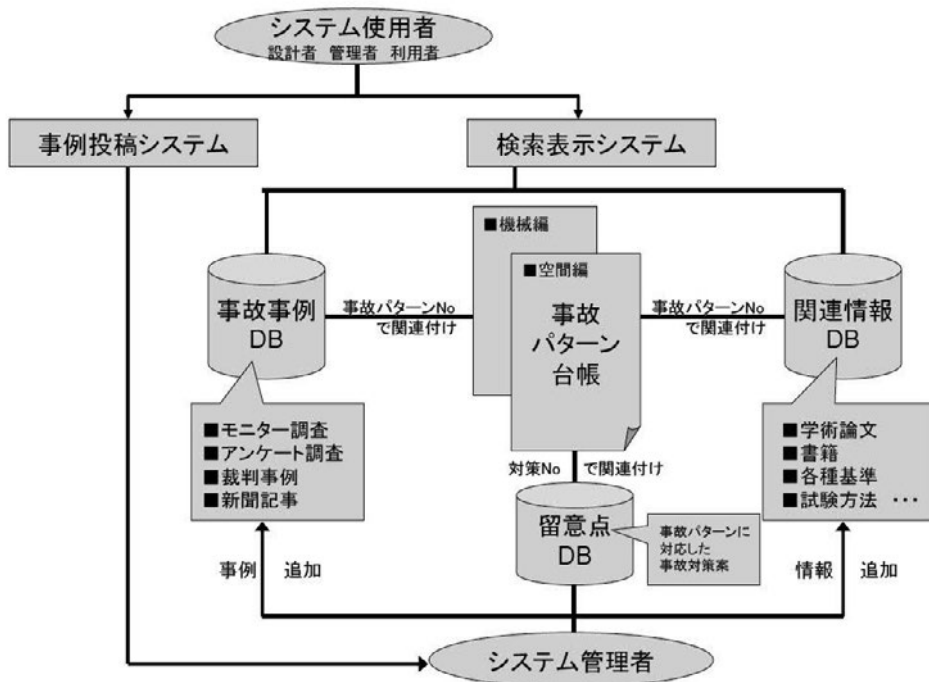 システム使用者
設計者 管理者 利用者
事例投稿システム
検索表示システム
■機械編
■空間編
事故
パターン
台帳
事故事例
DB
事故パターンNo
で関連付け
事故パターンNo
で関連付け
関連情報
DB
■モニター調査
■アンケート調査
■裁判事例
■新聞記事
■学術論文
■書籍
■各種基準
■試験方法 ・・・
対策No で関連付け
留意点
DB
事故パターンに
対応した
事故対策案
事例 追加
情報 追加
システム管理者